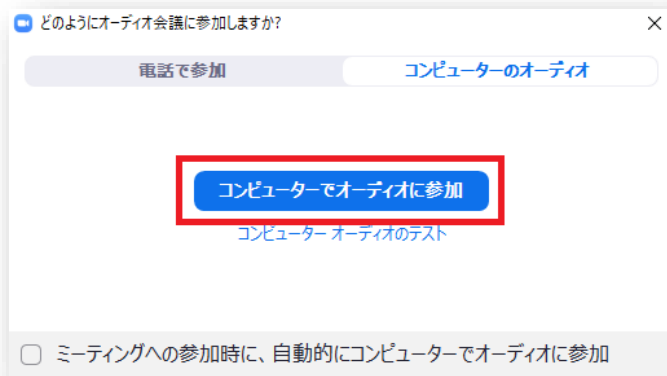 どのようにオーディオ会議に参加しますか?
電話で参加 コンピューターのオーディオ
コンピューターでオーディオに参加
コンピューター オーディオのテスト
ミーティングへの参加時に、自動的にコンピューターでオーディオに参加